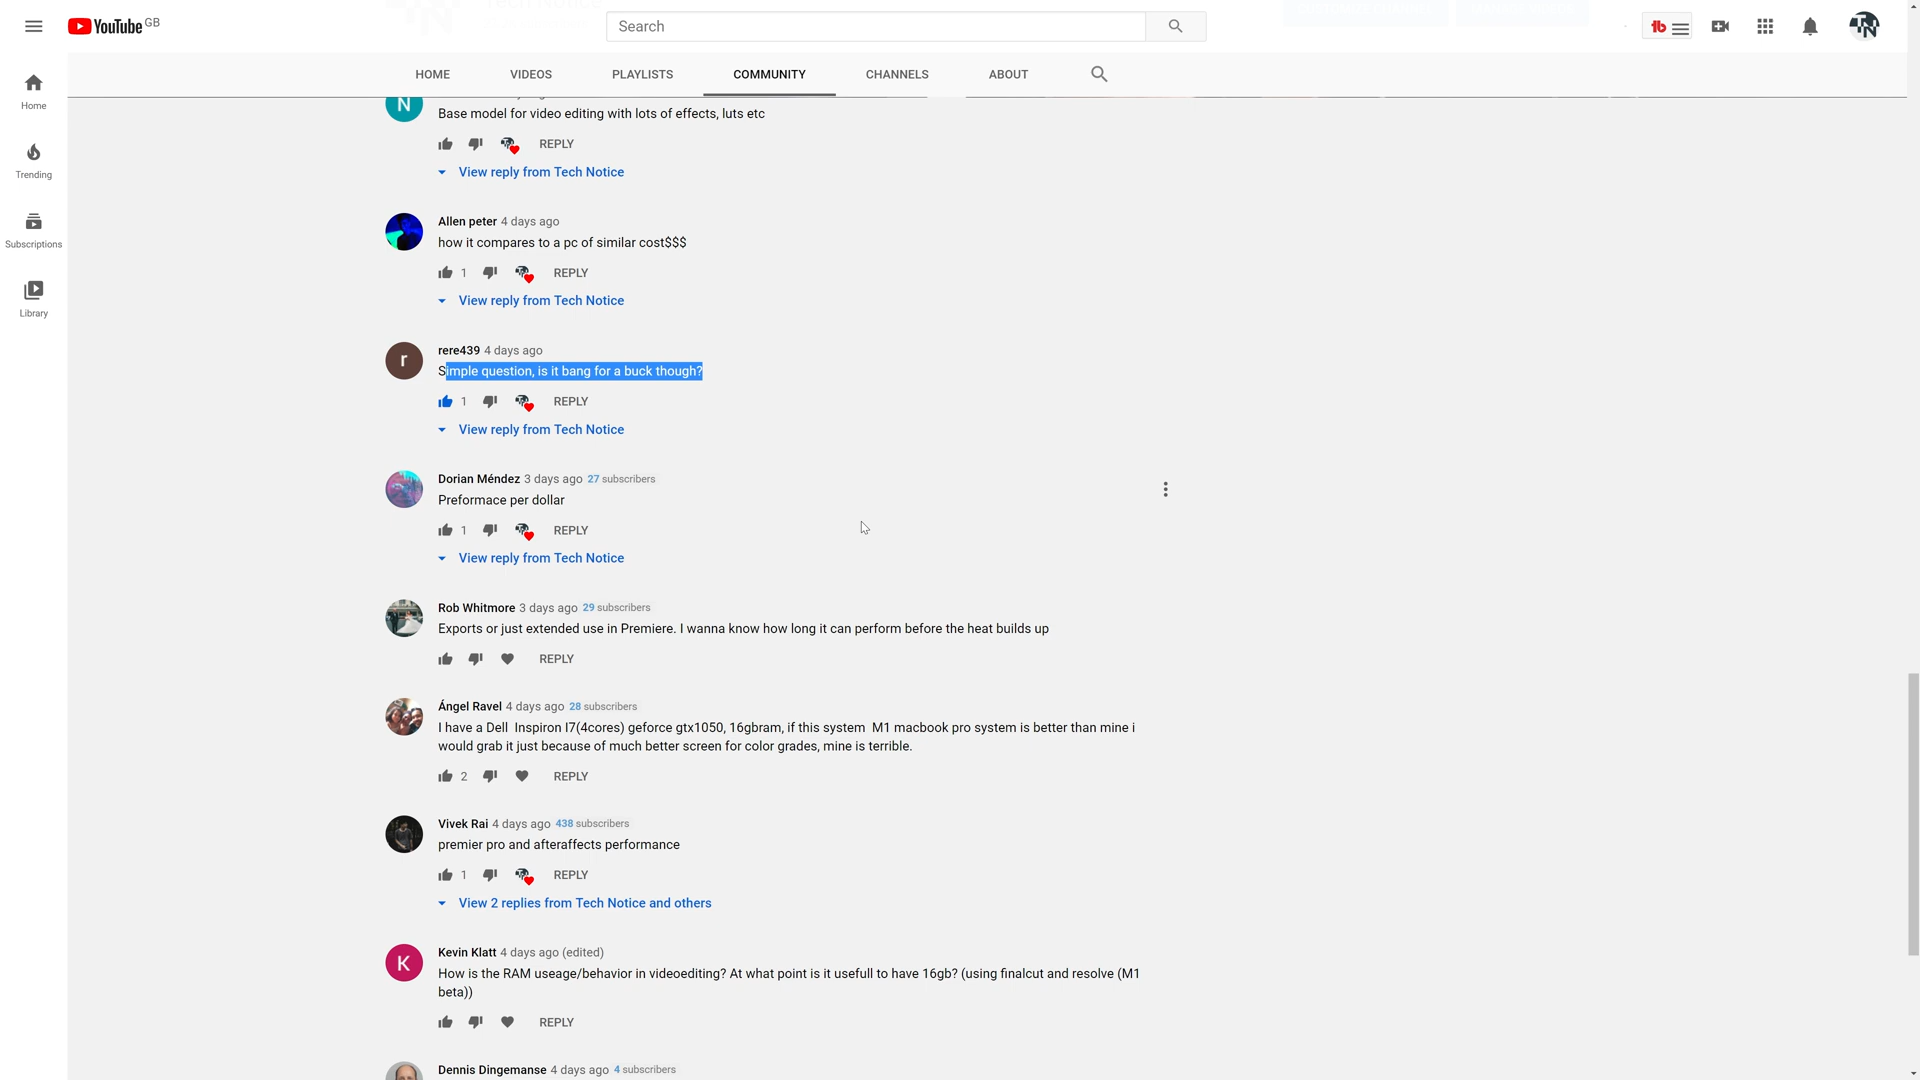 YouTube GB
Search
TN
HOME VIDEOS PLAYLISTS COMMUNITY CHANNELS ABOUT
Home
Trending
Subscriptions
Library
N
Base model for video editing with lots of effects, luts etc
REPLY
View reply from Tech Notice
Allen peter 4 days ago
how it compares to a pc of similar cost$$$
1 REPLY
View reply from Tech Notice
r
rere439 4 days ago
Simple question, is it bang for a buck though?
1 REPLY
View reply from Tech Notice
Dorian Méndez 3 days ago 27 subscribers
Preformace per dollar
1 REPLY
View reply from Tech Notice
Rob Whitmore 3 days ago 29 subscribers
Exports or just extended use in Premiere. I wanna know how long it can perform before the heat builds up
REPLY
Ángel Ravel 4 days ago 28 subscribers
I have a Dell Inspiron I7(4cores) geforce gtx1050, 16gbram, if this system M1 macbook pro system is better than mine i
would grab it just because of much better screen for color grades, mine is terrible.
2 REPLY
Vivek Rai 4 days ago 438 subscribers
premier pro and afteraffects performance
1 REPLY
View 2 replies from Tech Notice and others
K
Kevin Klatt 4 days ago (edited)
How is the RAM useage/behavior in videoediting? At what point is it usefull to have 16gb? (using finalcut and resolve (M1
beta))
REPLY
Dennis Dingemanse 4 days ago 4 subscribers